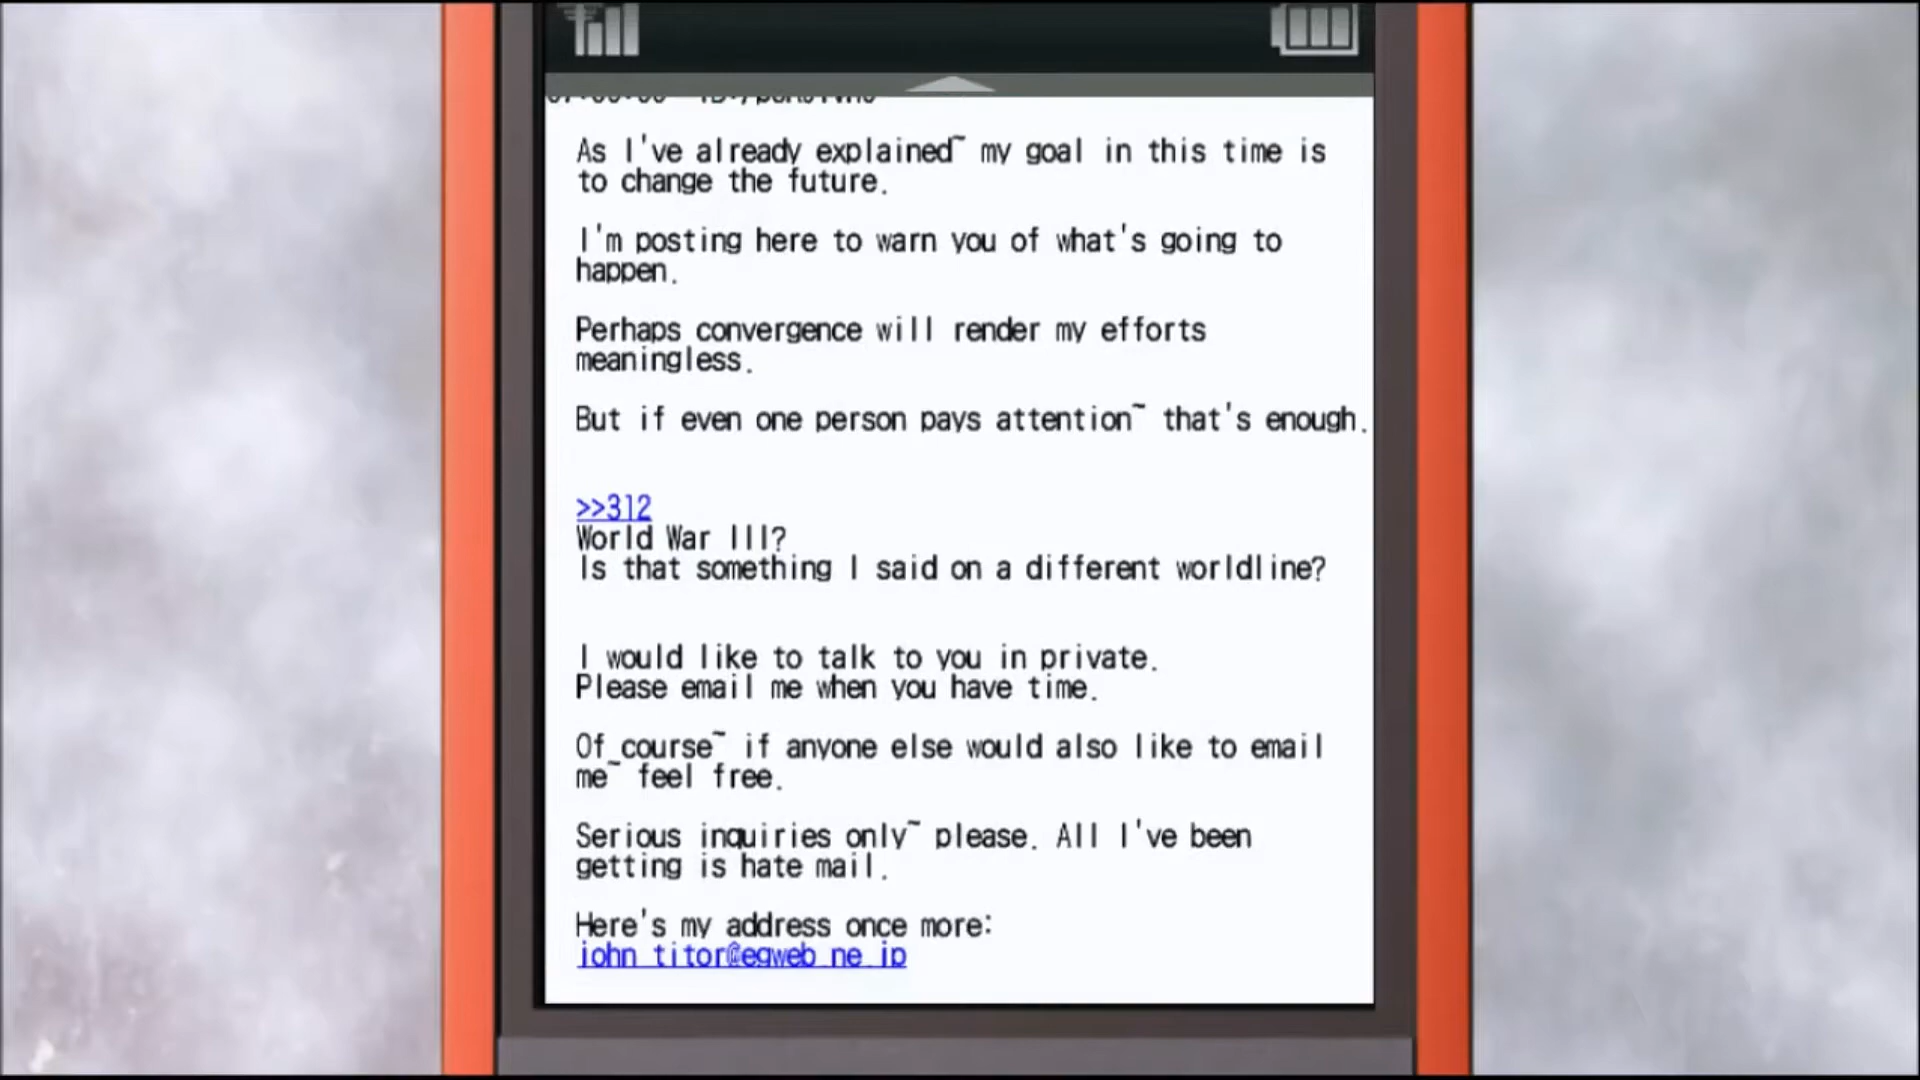 As I've already explained~ my goal in this time is
to change the future.
I'm posting here to warn you of what's going to
happen.
Perhaps convergence will render my efforts
meaningless.
But if even one person pays attention~ that's enough.
>>312
World War III?
Is that something I said on a different worldline?
I would like to talk to you in private.
Please email me when you have time.
Of course~ if anyone else would also like to email
me~ feel free.
Serious inquiries only~ please. All I've been
getting is hate mail.
Here's my address once more:
john_titor@egweb.ne.jp